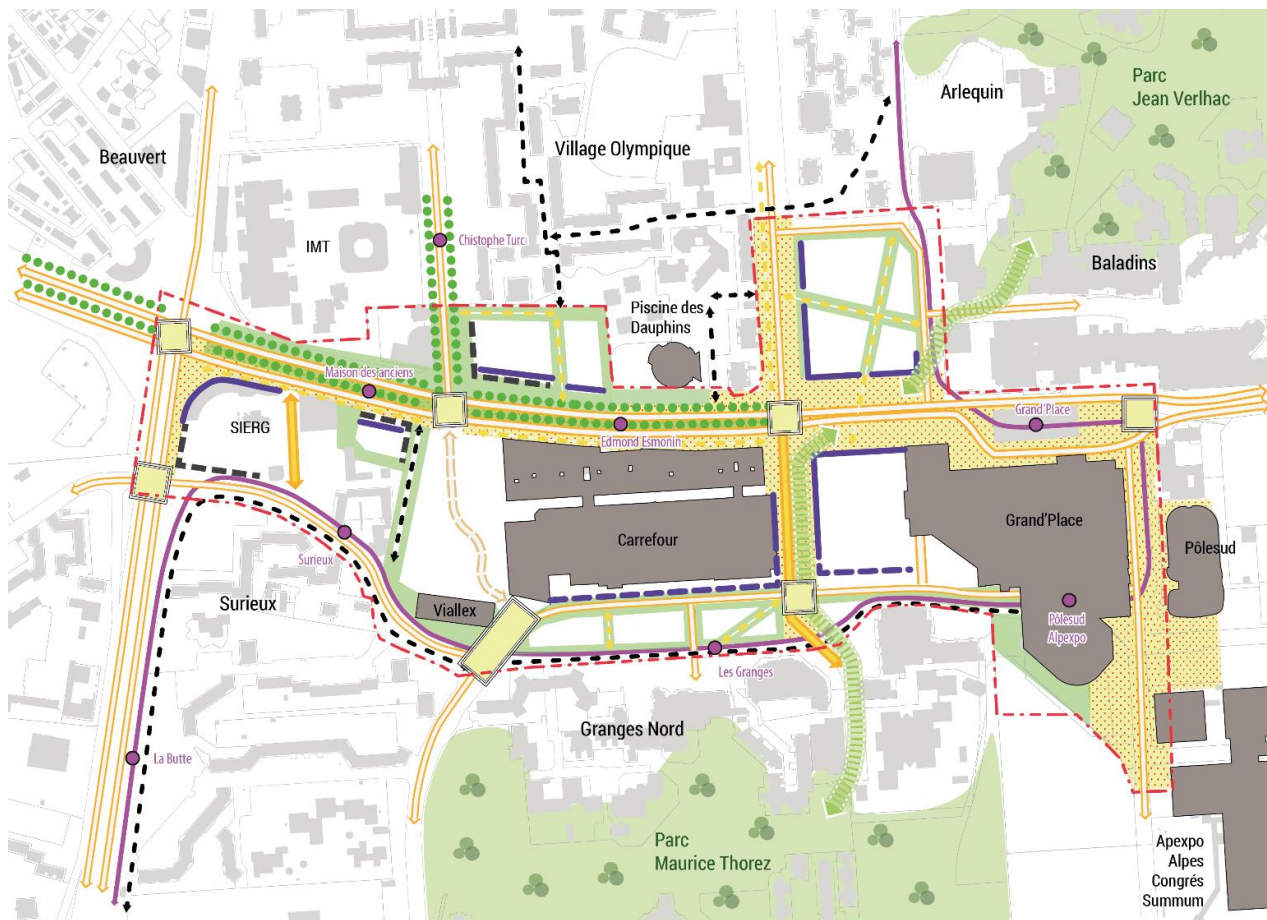 Parc
Jean Verlhac
Arlequin
Beauvert
Village Olympique
IMT
Chistophe Turc
Baladins
Piscine des
Dauphins
Maison des anciens
SIERG
Edmond Esmonin
Grand'Place
Surieux
Carrefour
Grand'Place
Pôlesud
Surieux
Viallex
Pôlesud
Alpexpo
Les Granges
Granges Nord
La Butte
Parc
Maurice Thorez
Apexpo
Alpes
Congrés
Summum